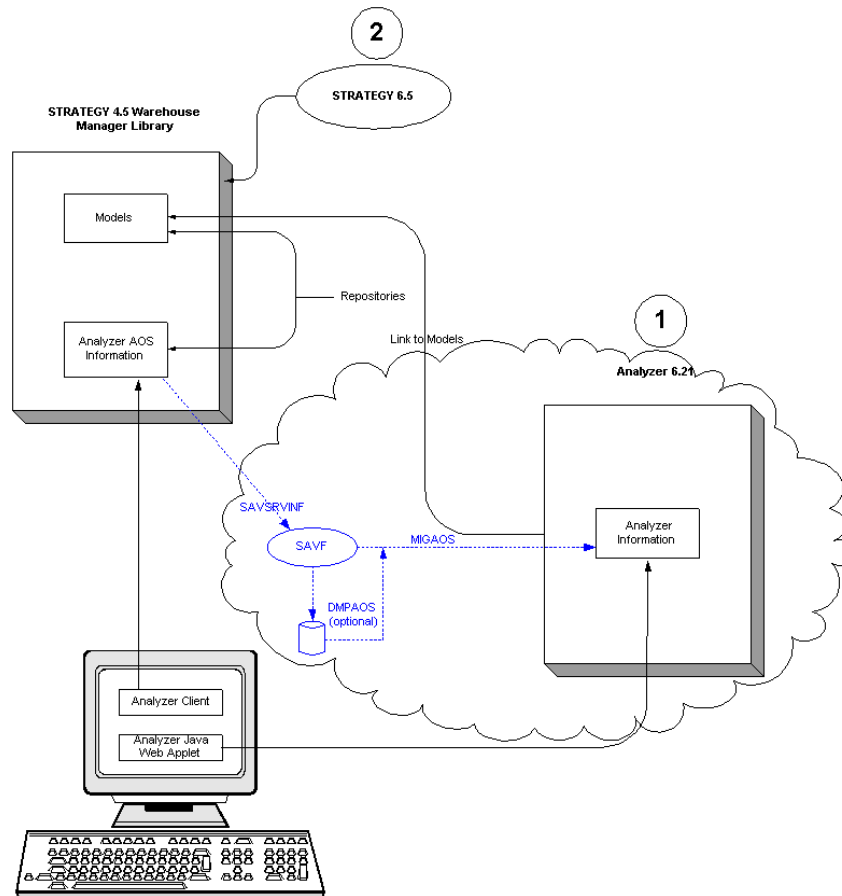 2
STRATEGY 6.5
STRATEGY 4.5 Warehouse
Manager Library
Models
Repositories
Analyzer AOS
Information
Link to Models
1
Analyzer 6.21
SAVSRVINF
SAVF
MIGAOS
Analyzer
Information
DMPAOS
(optional)
Analyzer Client
Analyzer Java
Web Applet